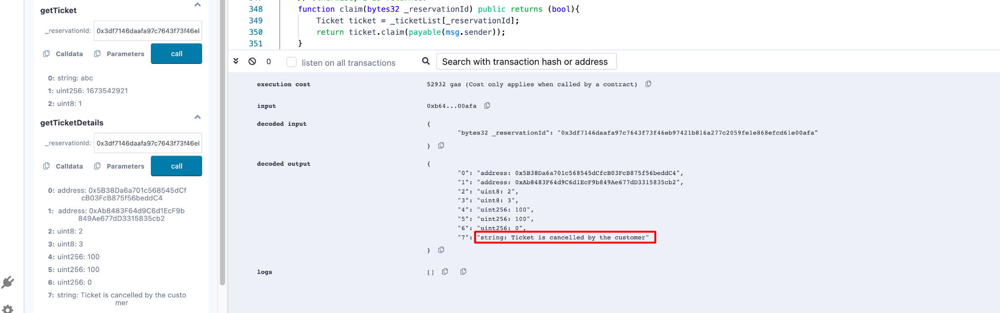 getTicket
_reservationId: 0x3df7146daafa97c7643f73f46el
Calldata Parameters call
0: string: abc
1: uint256: 1673542921
2: uint8: 1
getTicketDetails
_reservationId: 0x3df7146daafa97c7643f73f46el
Calldata Parameters call
0: address: 0x5B38Da6a701c568545dCf
cB03FcB875f56beddC4
1: address: 0xAb8483F64d9C6d1EcF9b
849Ae677dD3315835cb2
2: uint8: 2
3: uint8: 3
4: uint256: 100
5: uint256: 100
6: uint256: 0
7: string: Ticket is cancelled by the custo
mer
348 function claim(bytes32 _reservationId) public returns (bool){
349 Ticket ticket = _ticketList[_reservationId];
350 return ticket.claim(payable(msg.sender));
351 }
0 listen on all transactions Search with transaction hash or address
execution cost 52932 gas (Cost only applies when called by a contract)
input 0xb64...00afa
decoded input {
"bytes32 _reservationId": "0x3df7146daafa97c7643f73f46eb97421b816a277c2059fe1e868efcd61e00afa"
}
decoded output {
"0": "address: 0x5B38Da6a701c568545dCfcB03FcB875f56beddC4",
"1": "address: 0xAb8483F64d9C6d1EcF9b849Ae677dD3315835cb2",
"2": "uint8: 2",
"3": "uint8: 3",
"4": "uint256: 100",
"5": "uint256: 100",
"6": "uint256: 0",
"7": "string: Ticket is cancelled by the customer"
}
logs []